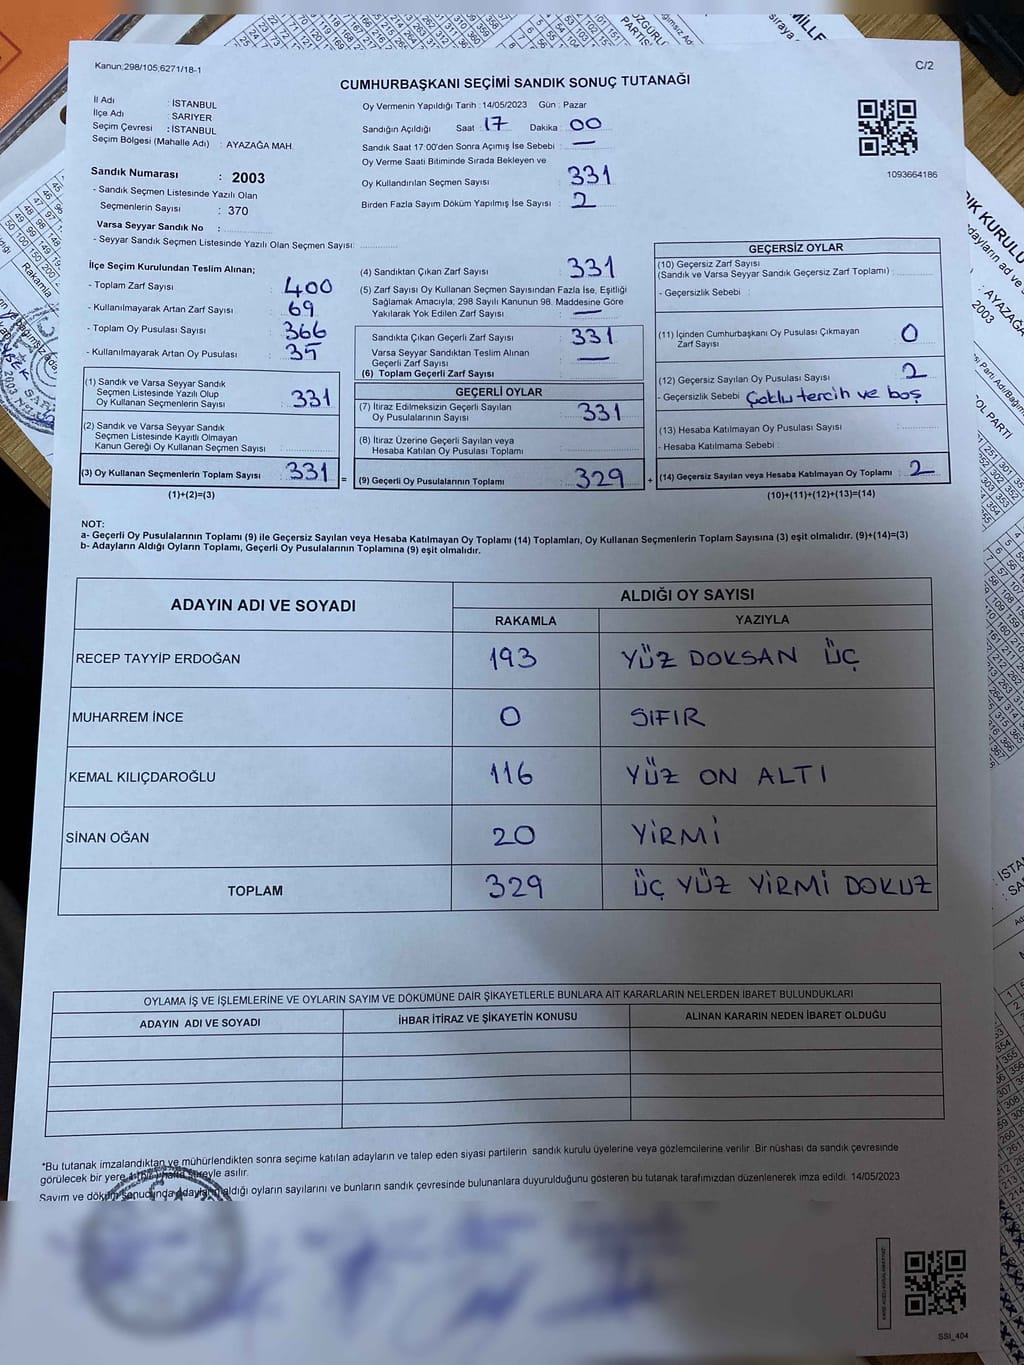 Kanun;298/105;6271/18-1
C/2
CUMHURBAŞKANI SEÇİMİ SANDIK SONUÇ TUTANAĞI
İl Adı : İSTANBUL
İlçe Adı : SARIYER
Seçim Çevresi : İSTANBUL
Seçim Bölgesi (Mahalle Adı) : AYAZAĞA MAH.
Sandık Numarası : 2003
- Sandık Seçmen Listesinde Yazılı Olan
Seçmenlerin Sayısı : 370
Varsa Seyyar Sandık No :
- Seyyar Sandık Seçmen Listesinde Yazılı Olan Seçmen Sayısı:
Oy Vermenin Yapıldığı Tarih : 14/05/2023 Gün : Pazar
Sandığın Açıldığı Saat : 17 Dakika : 00
Sandık Saat 17:00'den Sonra Açımış İse Sebebi : —
Oy Verme Saati Bitiminde Sırada Bekleyen ve
Oy Kullandırılan Seçmen Sayısı : 331
Birden Fazla Sayım Döküm Yapılmış İse Sayısı : 2
1093664186
İlçe Seçim Kurulundan Teslim Alınan;
- Toplam Zarf Sayısı : 400
- Kullanılmayarak Artan Zarf Sayısı : 69
- Toplam Oy Pusulası Sayısı : 366
- Kullanılmayarak Artan Oy Pusulası : 35
(1) Sandık ve Varsa Seyyar Sandık
Seçmen Listesinde Yazılı Olup
Oy Kullanan Seçmenlerin Sayısı : 331
(2) Sandık ve Varsa Seyyar Sandık
Seçmen Listesinde Kayıtlı Olmayan
Kanun Gereği Oy Kullanan Seçmen Sayısı :
(3) Oy Kullanan Seçmenlerin Toplam Sayısı : 331 =
(1)+(2)=(3)
(4) Sandıktan Çıkan Zarf Sayısı : 331
(5) Zarf Sayısı Oy Kullanan Seçmen Sayısından Fazla İse, Eşitliği
Sağlamak Amacıyla; 298 Sayılı Kanunun 98. Maddesine Göre
Yakılarak Yok Edilen Zarf Sayısı : —
Sandıkta Çıkan Geçerli Zarf Sayısı : 331
Varsa Seyyar Sandıktan Teslim Alınan
Geçerli Zarf Sayısı : —
(6) Toplam Geçerli Zarf Sayısı :
GEÇERLİ OYLAR
(7) İtiraz Edilmeksizin Geçerli Sayılan
Oy Pusulalarının Sayısı : 331
(8) İtiraz Üzerine Geçerli Sayılan veya
Hesaba Katılan Oy Pusulası Toplamı :
(9) Geçerli Oy Pusulalarının Toplamı : 329 +
GEÇERSİZ OYLAR
(10) Geçersiz Zarf Sayısı
(Sandık ve Varsa Seyyar Sandık Geçersiz Zarf Toplamı) :
- Geçersizlik Sebebi :
(11) İçinden Cumhurbaşkanı Oy Pusulası Çıkmayan
Zarf Sayısı : 0
(12) Geçersiz Sayılan Oy Pusulası Sayısı : 2
- Geçersizlik Sebebi : Çoklu tercih ve boş
(13) Hesaba Katılmayan Oy Pusulası Sayısı :
- Hesaba Katılmama Sebebi :
(14) Geçersiz Sayılan veya Hesaba Katılmayan Oy Toplamı : 2
(10)+(11)+(12)+(13)=(14)
NOT:
a- Geçerli Oy Pusulalarının Toplamı (9) ile Geçersiz Sayılan veya Hesaba Katılmayan Oy Toplamı (14) Toplamları, Oy Kullanan Seçmenlerin Toplam Sayısına (3) eşit olmalıdır. (9)+(14)=(3)
b- Adayların Aldığı Oyların Toplamı, Geçerli Oy Pusulalarının Toplamına (9) eşit olmalıdır.
ADAYIN ADI VE SOYADI
ALDIĞI OY SAYISI
RAKAMLA YAZIYLA
RECEP TAYYİP ERDOĞAN 193 YÜZ DOKSAN ÜÇ
MUHARREM İNCE 0 SIFIR
KEMAL KILIÇDAROĞLU 116 YÜZ ON ALTI
SİNAN OĞAN 20 YİRMİ
TOPLAM 329 ÜÇ YÜZ YİRMİ DOKUZ
OYLAMA İŞ VE İŞLEMLERİNE VE OYLARIN SAYIM VE DÖKÜMÜNE DAİR ŞİKAYETLERLE BUNLARA AİT KARARLARIN NELERDEN İBARET BULUNDUKLARI
ADAYIN ADI VE SOYADI İHBAR İTİRAZ VE ŞİKAYETİN KONUSU ALINAN KARARIN NEDEN İBARET OLDUĞU
*Bu tutanak imzalandıktan ve mühürlendikten sonra seçime katılan adayların ve talep eden siyasi partilerin sandık kurulu üyelerine veya gözlemcilerine verilir. Bir nüshası da sandık çevresinde
görülecek bir yere 1 (bir) hafta süreyle asılır.
Sayım ve döküm sonucunda adayların aldığı oyların sayılarını ve bunların sandık çevresinde bulunanlara duyurulduğunu gösteren bu tutanak tarafımızdan düzenlenerek imza edildi. 14/05/2023
SSI_404